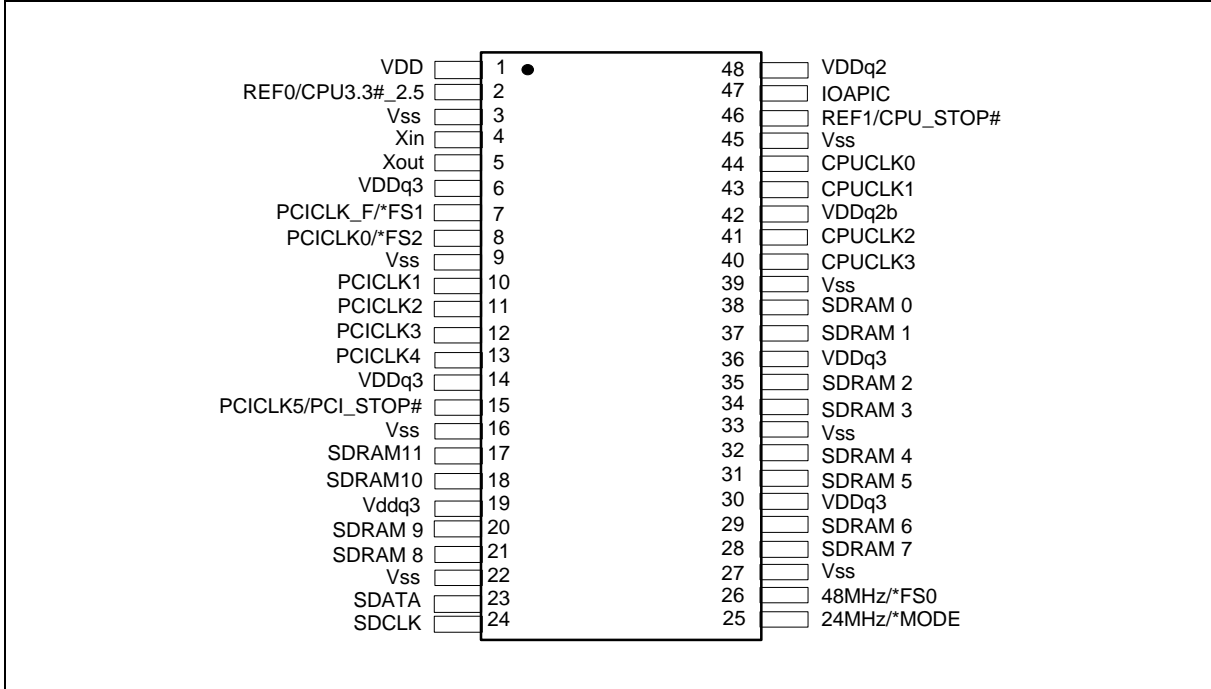 VDD 1 48 VDDq2
REF0/CPU3.3#_2.5 2 47 IOAPIC
Vss 3 46 REF1/CPU_STOP#
Xin 4 45 Vss
Xout 5 44 CPUCLK0
VDDq3 6 43 CPUCLK1
PCICLK_F/*FS1 7 42 VDDq2b
PCICLK0/*FS2 8 41 CPUCLK2
Vss 9 40 CPUCLK3
PCICLK1 10 39 Vss
PCICLK2 11 38 SDRAM 0
PCICLK3 12 37 SDRAM 1
PCICLK4 13 36 VDDq3
VDDq3 14 35 SDRAM 2
PCICLK5/PCI_STOP# 15 34 SDRAM 3
Vss 16 33 Vss
SDRAM11 17 32 SDRAM 4
SDRAM10 18 31 SDRAM 5
Vddq3 19 30 VDDq3
SDRAM 9 20 29 SDRAM 6
SDRAM 8 21 28 SDRAM 7
Vss 22 27 Vss
SDATA 23 26 48MHz/*FS0
SDCLK 24 25 24MHz/*MODE